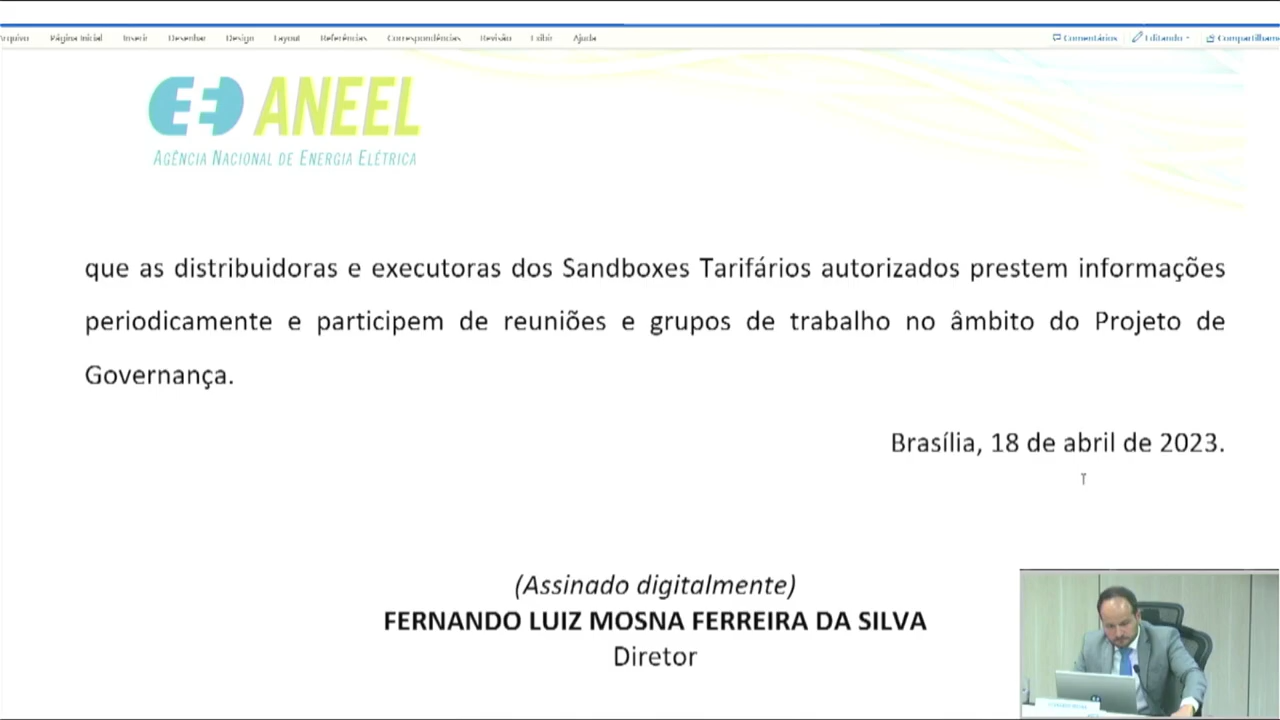 Arquivo Página Inicial Inserir Desenhar Design Layout Referências Correspondências Revisão Exibir Ajuda Comentários Editando
ANEEL
AGÊNCIA NACIONAL DE ENERGIA ELÉTRICA
que as distribuidoras e executoras dos Sandboxes Tarifários autorizados prestem informações
periodicamente e participem de reuniões e grupos de trabalho no âmbito do Projeto de
Governança.
Brasília, 18 de abril de 2023.
(Assinado digitalmente)
FERNANDO LUIZ MOSNA FERREIRA DA SILVA
Diretor